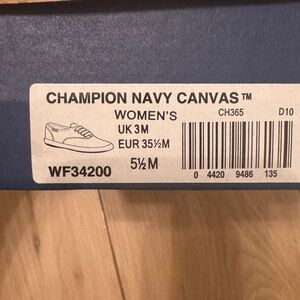 CHAMPION NAVY CANVAS™
WOMEN'S CH365 D10
UK 3M
EUR 35½M
WF34200 5½M
0 4420 9486 135